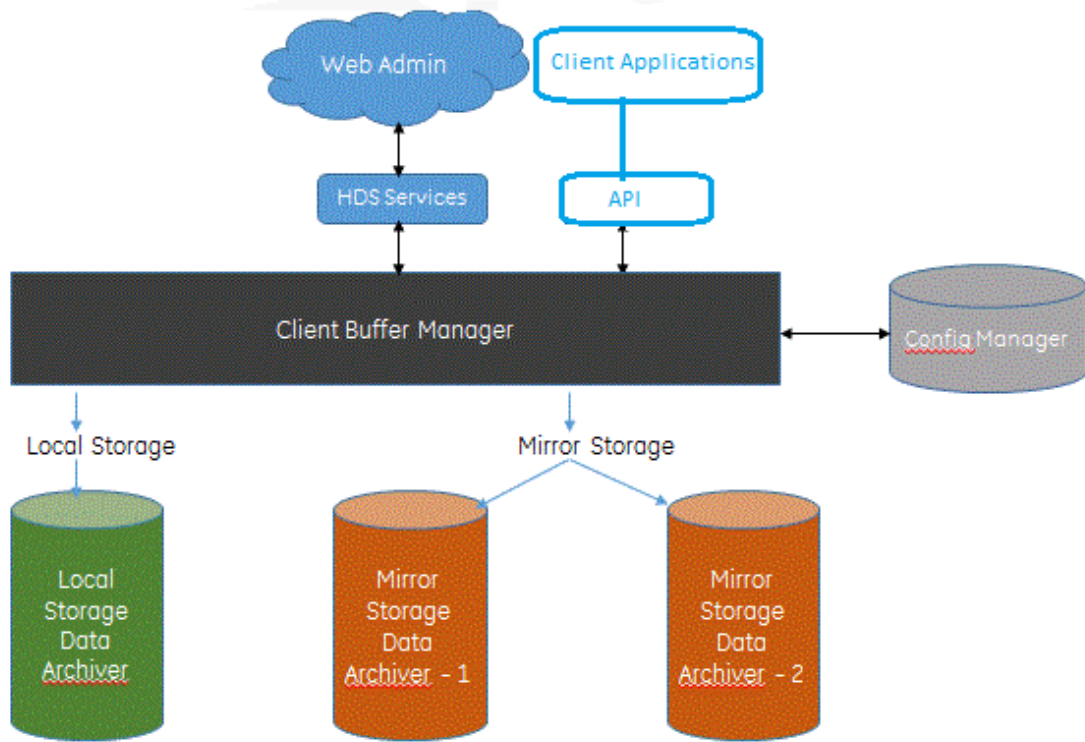 Web Admin
Client Applications
HDS Services
API
Client Buffer Manager
Config Manager
Local Storage
Mirror Storage
Local
Storage
Data
Archiver
Mirror
Storage
Data
Archiver - 1
Mirror
Storage
Data
Archiver - 2